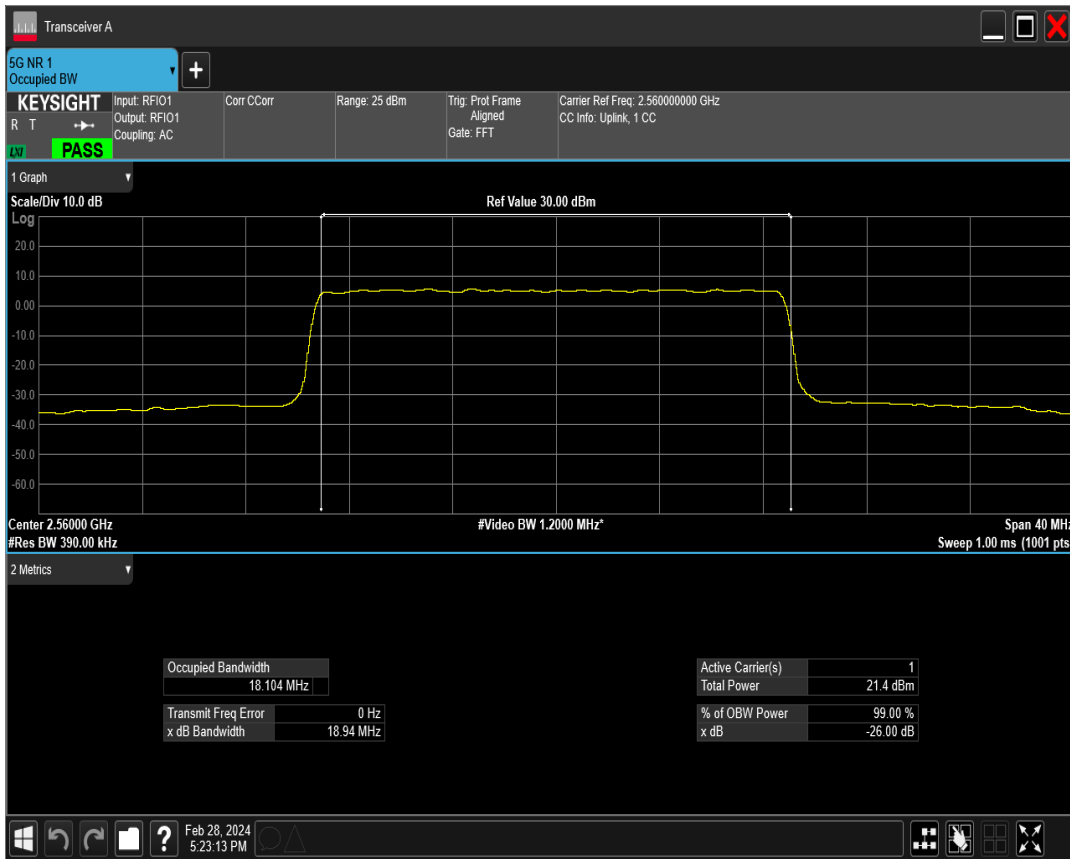 Transceiver A
5G NR 1
Occupied BW
+
KEYSIGHT
R T
LXI
PASS
Input: RFIO1
Output: RFIO1
Coupling: AC
Corr CCorr
Range: 25 dBm
Trig: Prot Frame
Aligned
Gate: FFT
Carrier Ref Freq: 2.560000000 GHz
CC Info: Uplink, 1 CC
1 Graph
Scale/Div 10.0 dB
Ref Value 30.00 dBm
Log
20.0
10.0
0.00
-10.0
-20.0
-30.0
-40.0
-50.0
-60.0
Center 2.56000 GHz
#Video BW 1.2000 MHz*
Span 40 MHz
#Res BW 390.00 kHz
Sweep 1.00 ms (1001 pts
2 Metrics
Occupied Bandwidth
18.104 MHz
Transmit Freq Error 0 Hz
x dB Bandwidth 18.94 MHz
Active Carrier(s) 1
Total Power 21.4 dBm
% of OBW Power 99.00 %
x dB -26.00 dB
?
Feb 28, 2024
5:23:13 PM